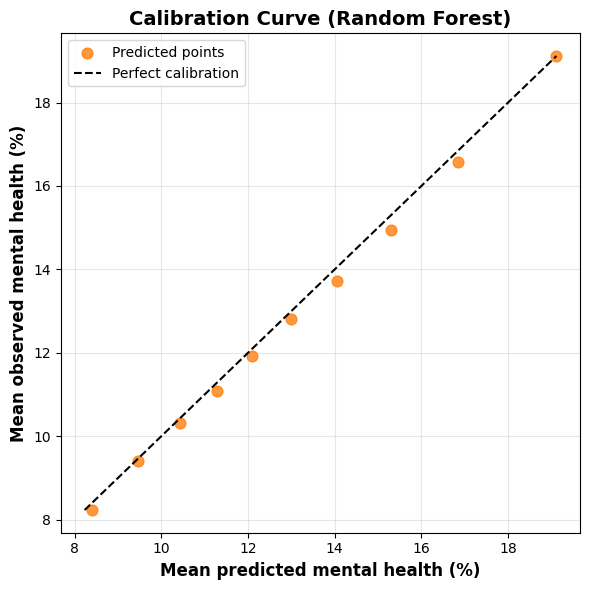 Calibration Curve (Random Forest)
Predicted points
Perfect calibration
Mean observed mental health (%)
18
16
14
12
10
8
8 10 12 14 16 18
Mean predicted mental health (%)